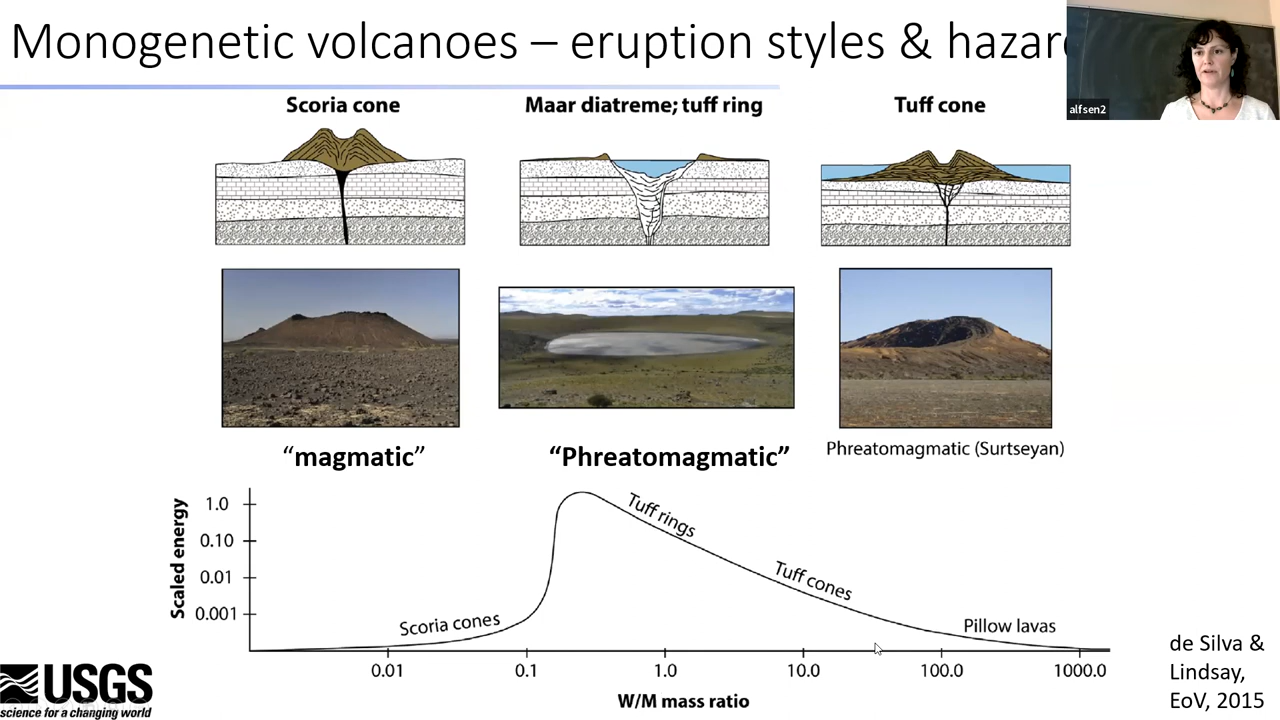 Monogenetic volcanoes – eruption styles & hazar
alfsen2
Scoria cone
Maar diatreme; tuff ring
Tuff cone
“magmatic”
“Phreatomagmatic”
Phreatomagmatic (Surtseyan)
Scaled energy
1.0
0.10
0.01
0.001
Scoria cones
Tuff rings
Tuff cones
Pillow lavas
0.01
0.1
1.0
10.0
100.0
1000.0
W/M mass ratio
de Silva &
Lindsay,
EoV, 2015
USGS
science for a changing world